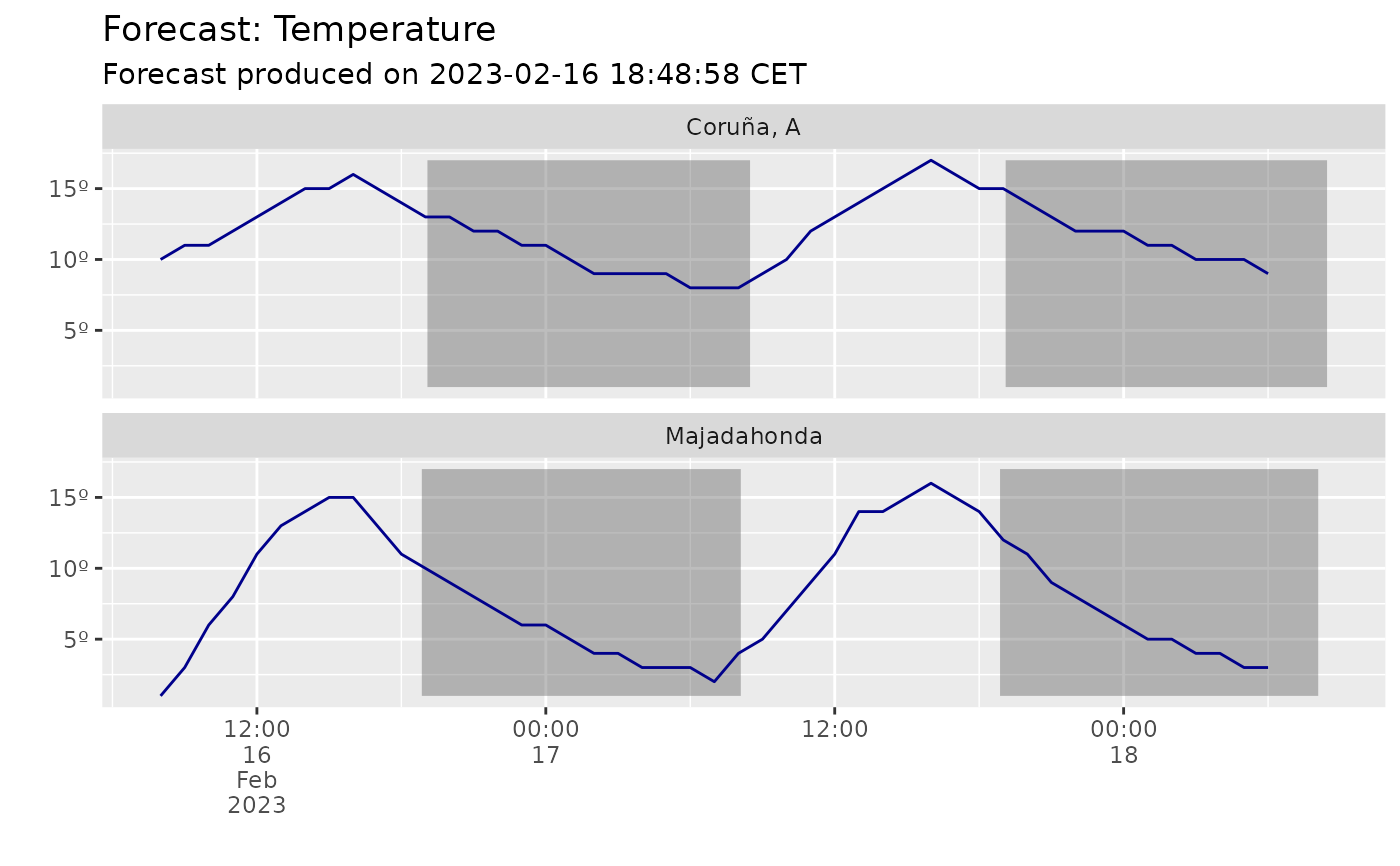 Forecast: Temperature
Forecast produced on 2023-02-16 18:48:58 CET
Coruña, A
15º
10º
5º
Majadahonda
15º
10º
5º
12:00 00:00 12:00 00:00
16 17 18
Feb
2023